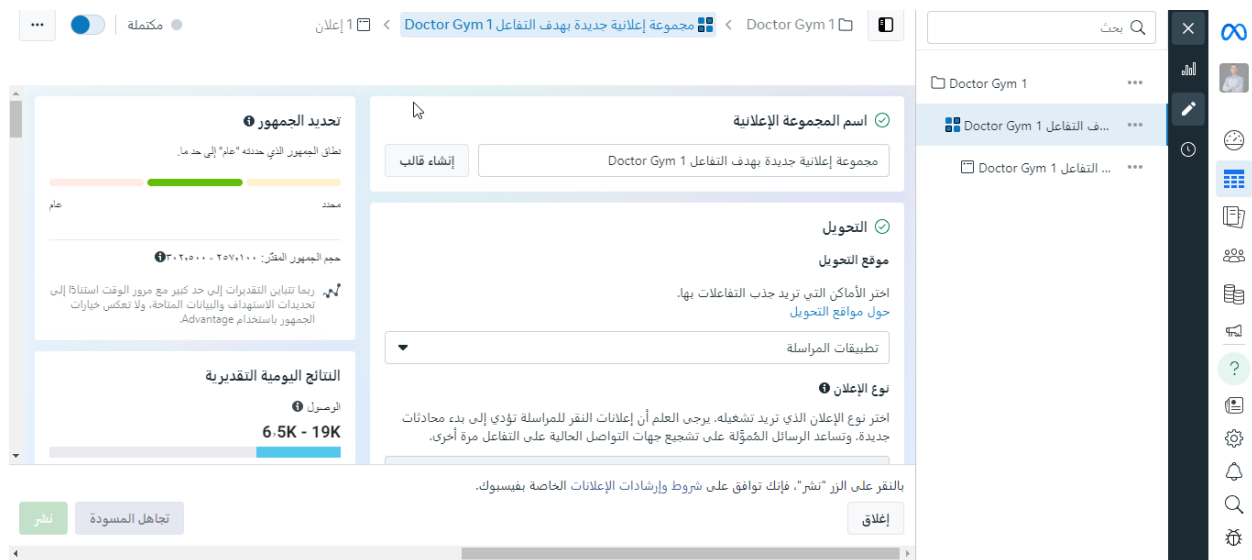 بحث
Doctor Gym 1
...ف التفاعل Doctor Gym 1
... التفاعل Doctor Gym 1
Doctor Gym 1
مجموعة إعلانية جديدة بهدف التفاعل Doctor Gym 1
1 إعلان
مكتملة
اسم المجموعة الإعلانية
مجموعة إعلانية جديدة بهدف التفاعل Doctor Gym 1
إنشاء قالب
التحويل
موقع التحويل
اختر الأماكن التي تريد جذب التفاعلات بها.
حول مواقع التحويل
تطبيقات المراسلة
نوع الإعلان
اختر نوع الإعلان الذي تريد تشغيله. يرجى العلم أن إعلانات النقر للمراسلة تؤدي إلى بدء محادثات
جديدة. وتساعد الرسائل المُموَّلة على تشجيع جهات التواصل الحالية على التفاعل مرة أخرى.
تحديد الجمهور
نطاق الجمهور الذي حددته "عام" إلى حد ما.
محدد
عام
حجم الجمهور المقدّر: ٢٥٧,١٠٠ - ٣٠٢,٥٠٠
ربما تتباين التقديرات إلى حد كبير مع مرور الوقت استنادًا إلى
تحديدات الاستهداف والبيانات المتاحة، ولا تعكس خيارات
الجمهور باستخدام Advantage.
النتائج اليومية التقديرية
الوصول
6٫5K - 19K
بالنقر على الزر "نشر"، فإنك توافق على شروط وإرشادات الإعلانات الخاصة بفيسبوك.
إغلاق
تجاهل المسودة
نشر